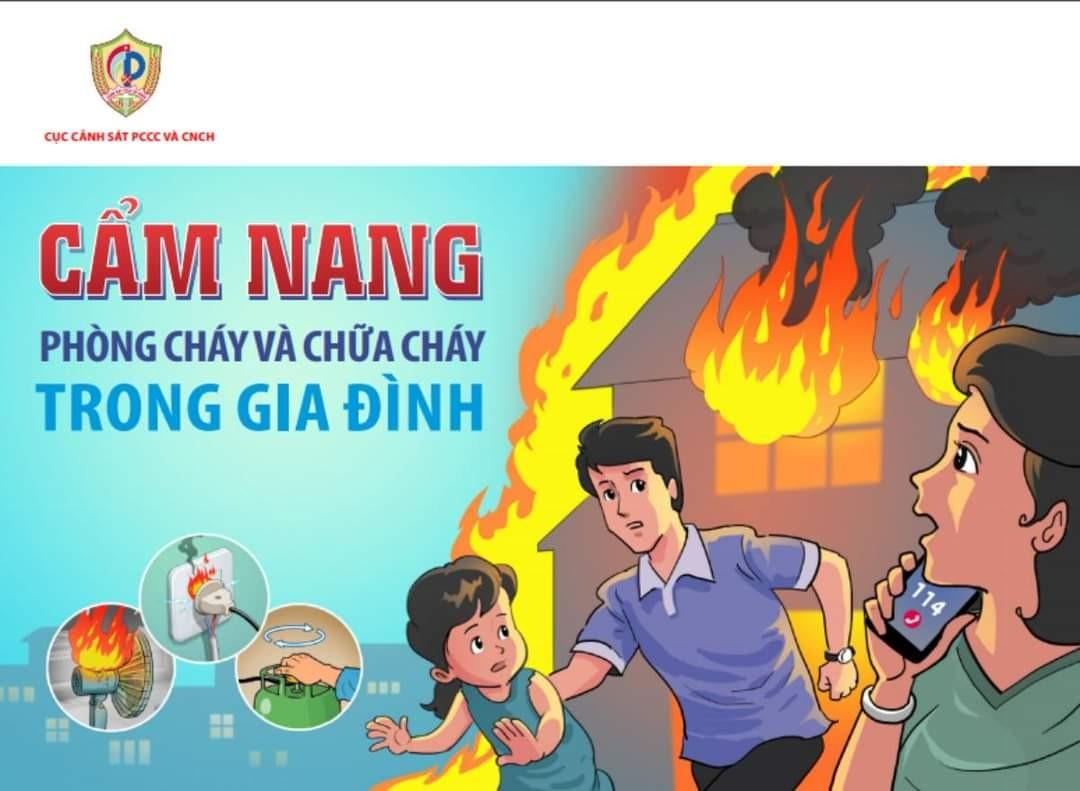 CỤC CẢNH SÁT PCCC VÀ CNCH
CẨM NANG
PHÒNG CHÁY VÀ CHỮA CHÁY
TRONG GIA ĐÌNH
114